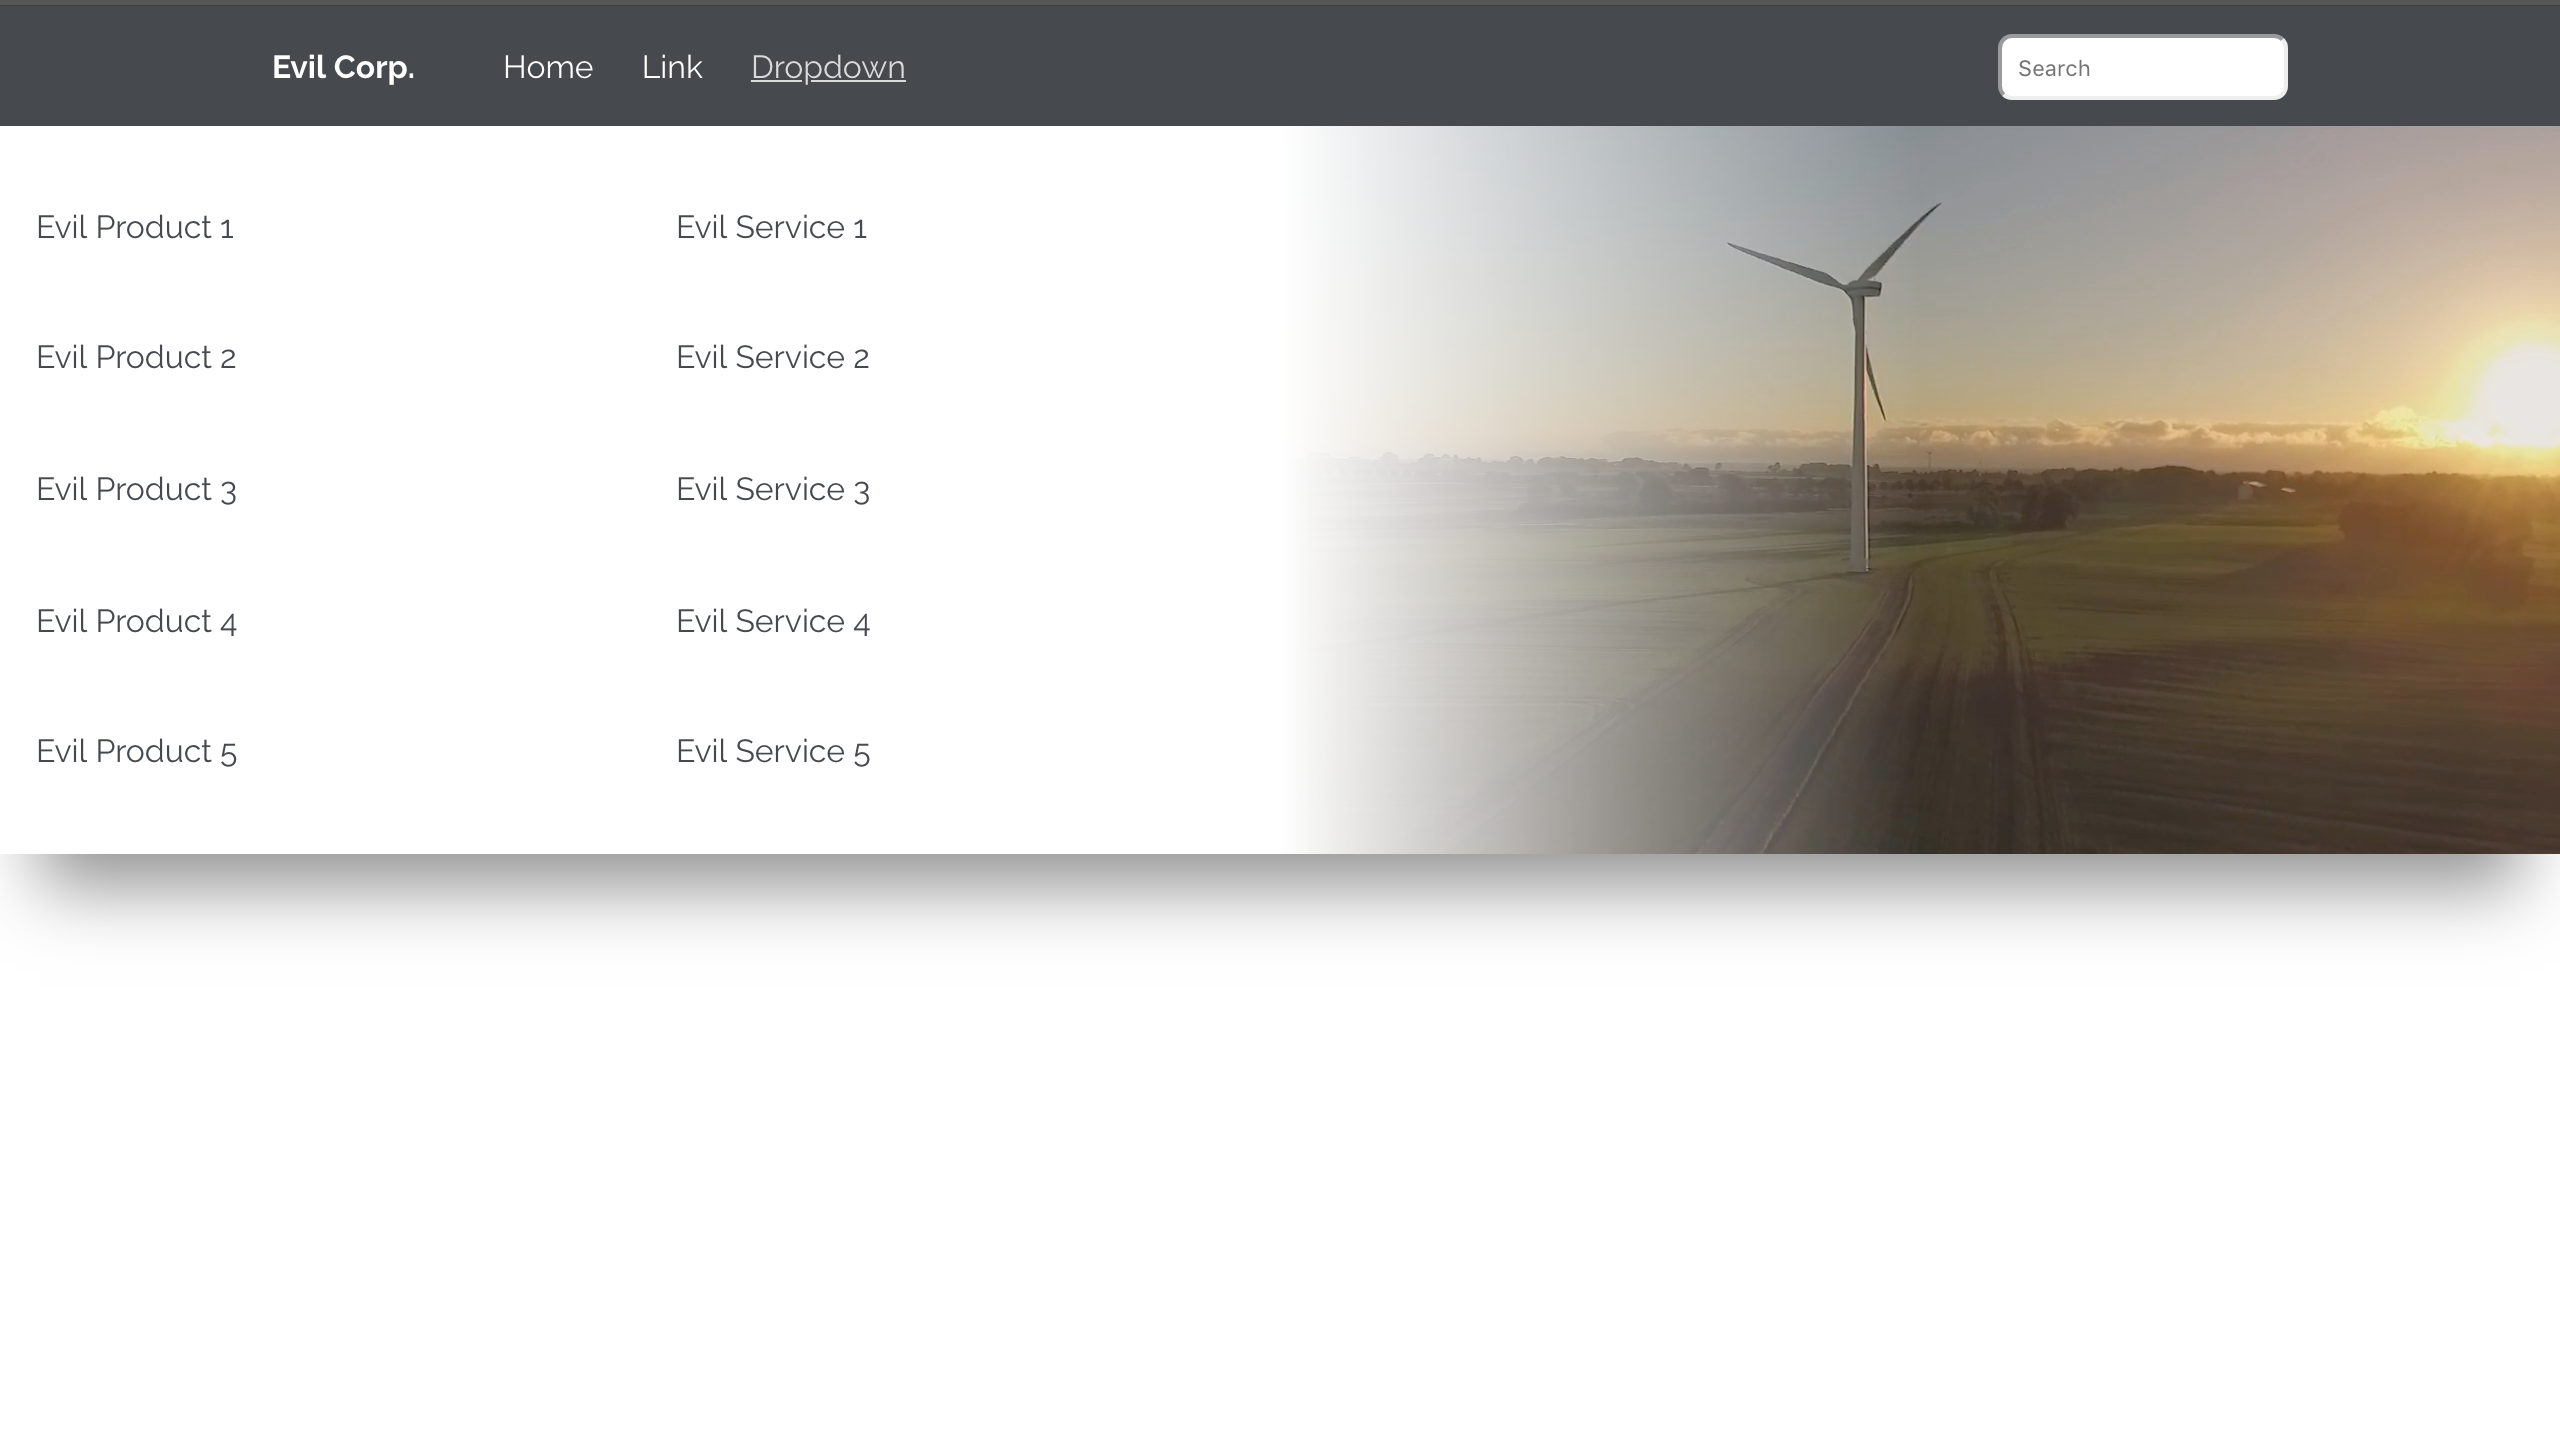 Evil Corp. Home Link Dropdown Search
Evil Product 1 Evil Service 1
Evil Product 2 Evil Service 2
Evil Product 3 Evil Service 3
Evil Product 4 Evil Service 4
Evil Product 5 Evil Service 5